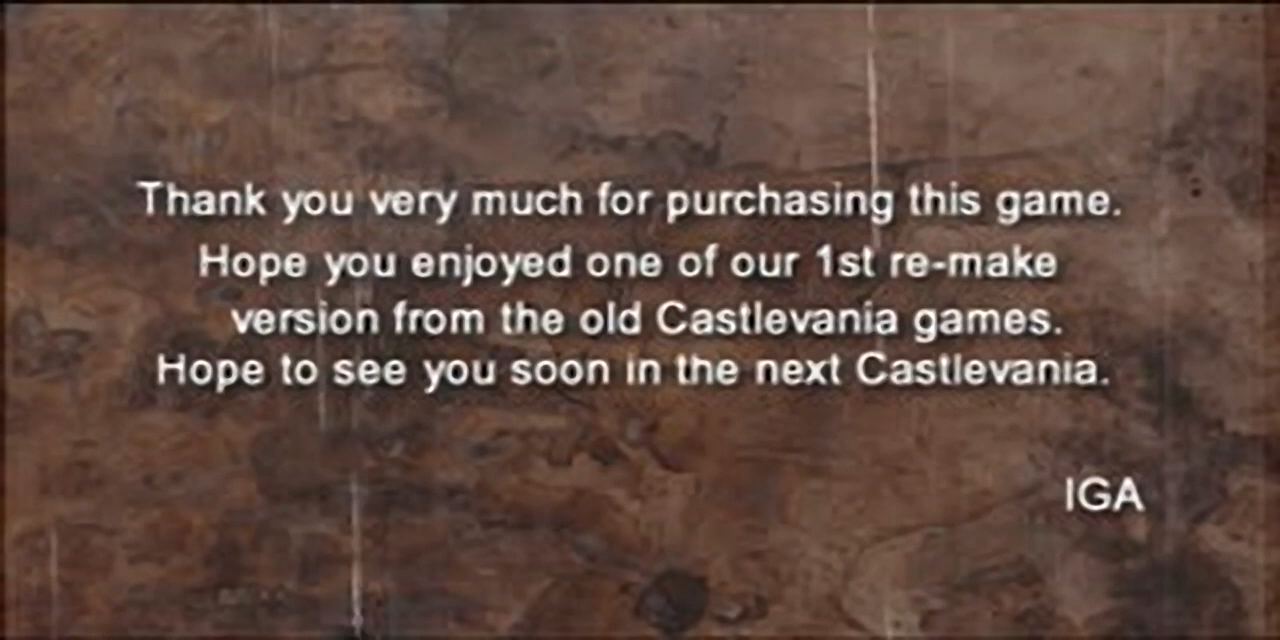 Thank you very much for purchasing this game.
Hope you enjoyed one of our 1st re-make
version from the old Castlevania games.
Hope to see you soon in the next Castlevania.
IGA